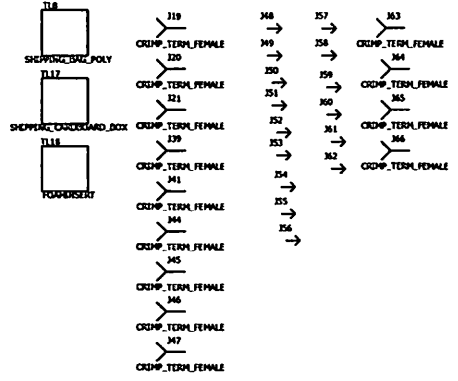 TL8
SHIPPING_BAG_POLY
TL17
SHIPPING_CARDBOARD_BOX
TL18
FOAMINSERT
J19
CRIMP_TERM_FEMALE
J20
CRIMP_TERM_FEMALE
J21
CRIMP_TERM_FEMALE
J39
CRIMP_TERM_FEMALE
J41
CRIMP_TERM_FEMALE
J44
CRIMP_TERM_FEMALE
J45
CRIMP_TERM_FEMALE
J46
CRIMP_TERM_FEMALE
J47
CRIMP_TERM_FEMALE
J48
J49
J50
J51
J52
J53
J54
J55
J56
J57
J58
J59
J60
J61
J62
J63
CRIMP_TERM_FEMALE
J64
CRIMP_TERM_FEMALE
J65
CRIMP_TERM_FEMALE
J66
CRIMP_TERM_FEMALE